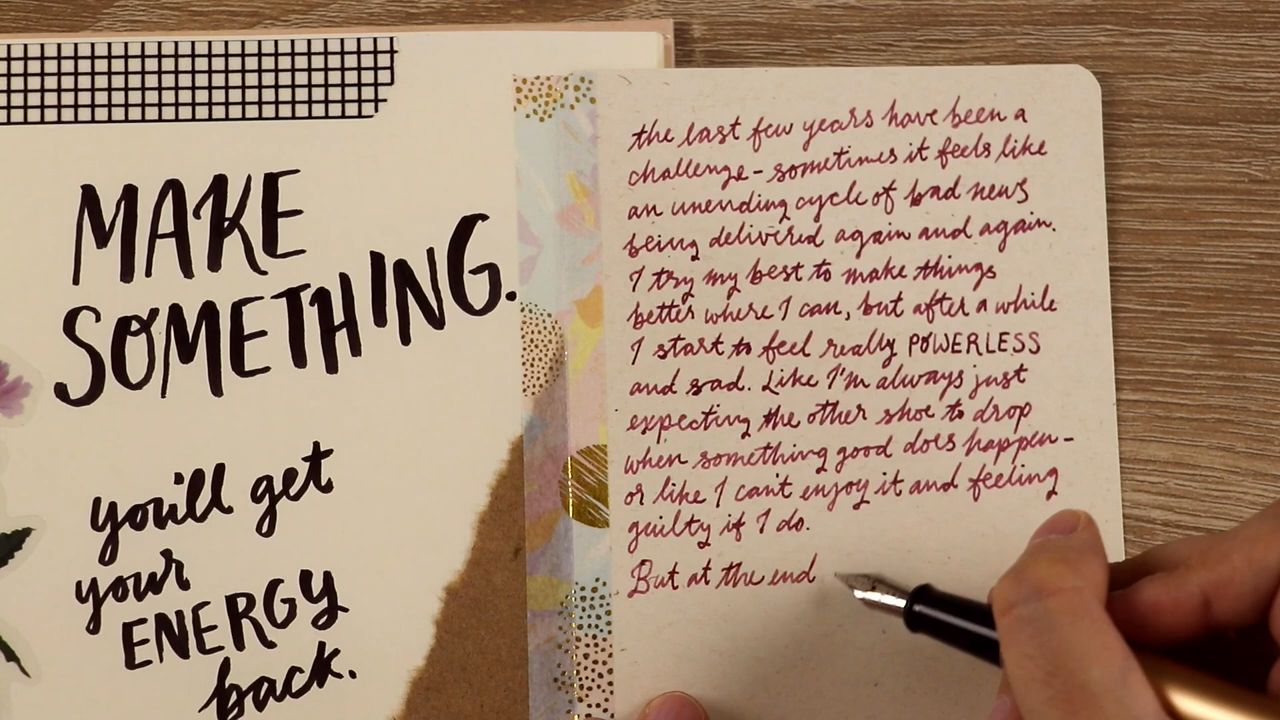 MAKE
SOMETHING.
you'll get
your
ENERGY
back.
the last few years have been a
challenge - sometimes it feels like
an unending cycle of bad news
being delivered again and again.
I try my best to make things
better where I can, but after a while
I start to feel really POWERLESS
and sad. Like I'm always just
expecting the other shoe to drop
when something good does happen -
or like I can't enjoy it and feeling
guilty if I do.
But at the end